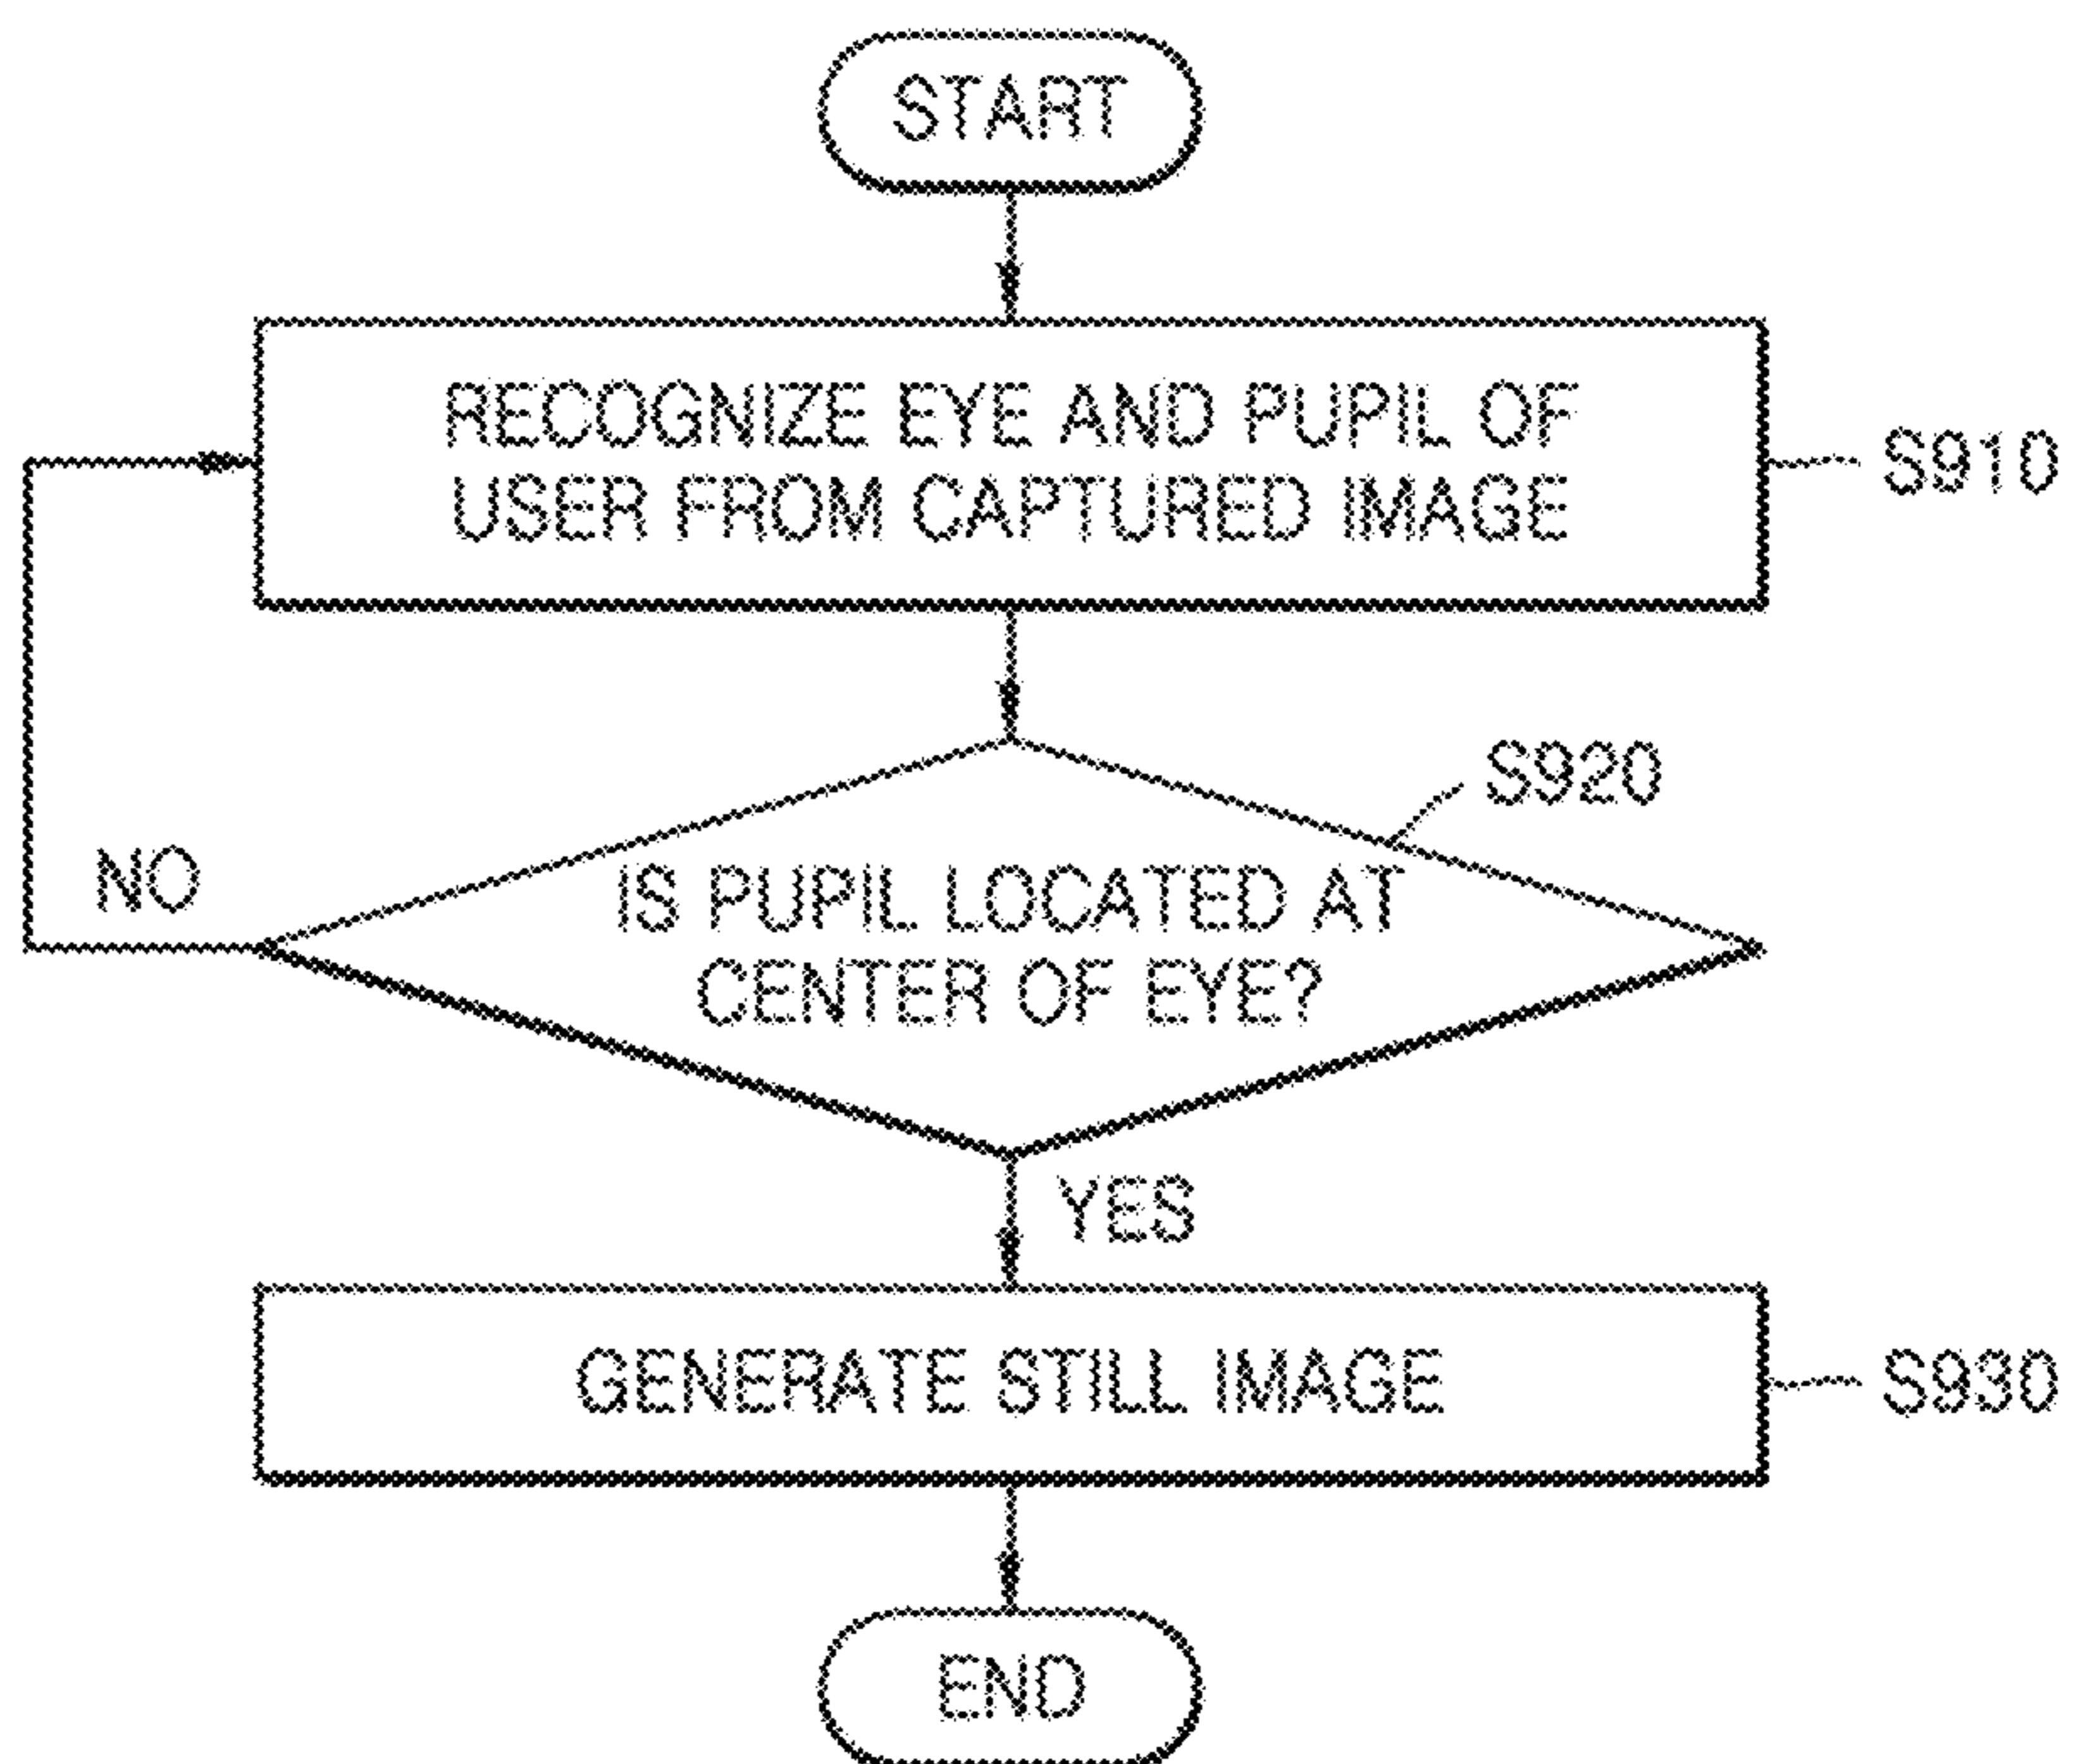 START
RECOGNIZE EYE AND PUPIL OF
USER FROM CAPTURED IMAGE
S910
S920
NO
IS PUPIL LOCATED AT
CENTER OF EYE?
YES
GENERATE STILL IMAGE
S930
END